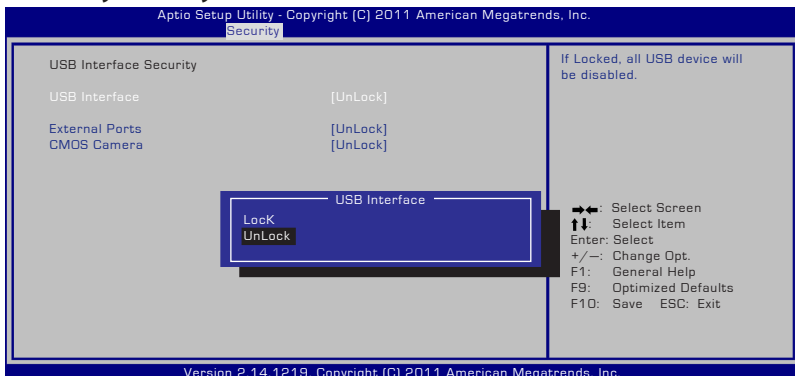 Aptio Setup Utility - Copyright (C) 2011 American Megatrends, Inc.
Security
USB Interface Security
USB Interface [UnLock]
External Ports [UnLock]
CMOS Camera [UnLock]
If Locked, all USB device will
be disabled.
USB Interface
LocK
UnLock
→←: Select Screen
↑↓: Select Item
Enter: Select
+/—: Change Opt.
F1: General Help
F9: Optimized Defaults
F10: Save ESC: Exit
Version 2.14.1219. Copyright (C) 2011 American Megatrends, Inc.